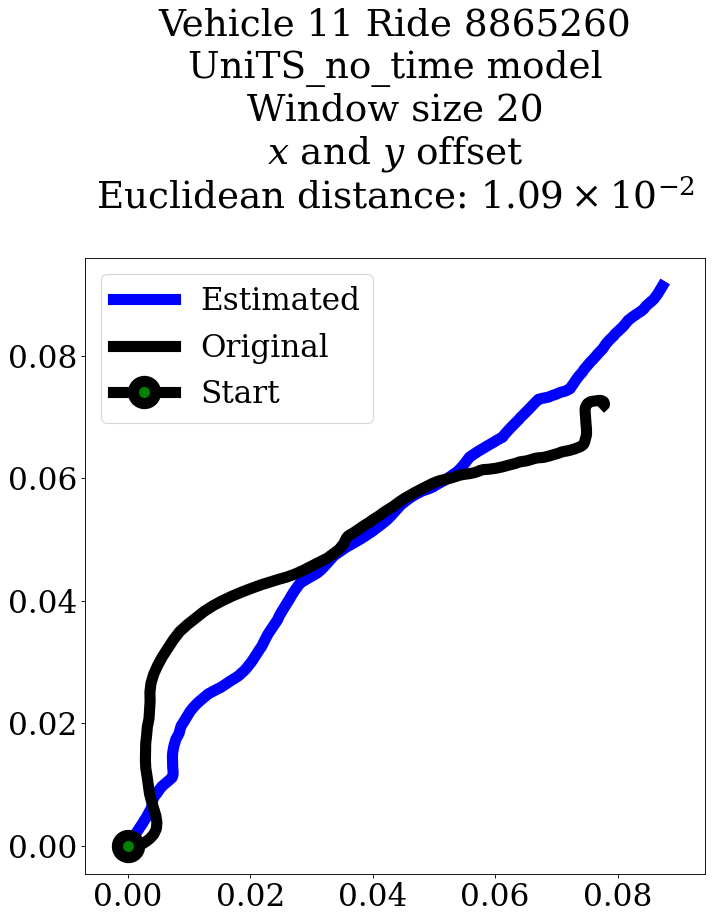 Vehicle 11 Ride 8865260
UniTS_no_time model
Window size 20
x and y offset
Euclidean distance: 1.09 × 10⁻²
Estimated
Original
Start
0.08
0.06
0.04
0.02
0.00
0.00 0.02 0.04 0.06 0.08